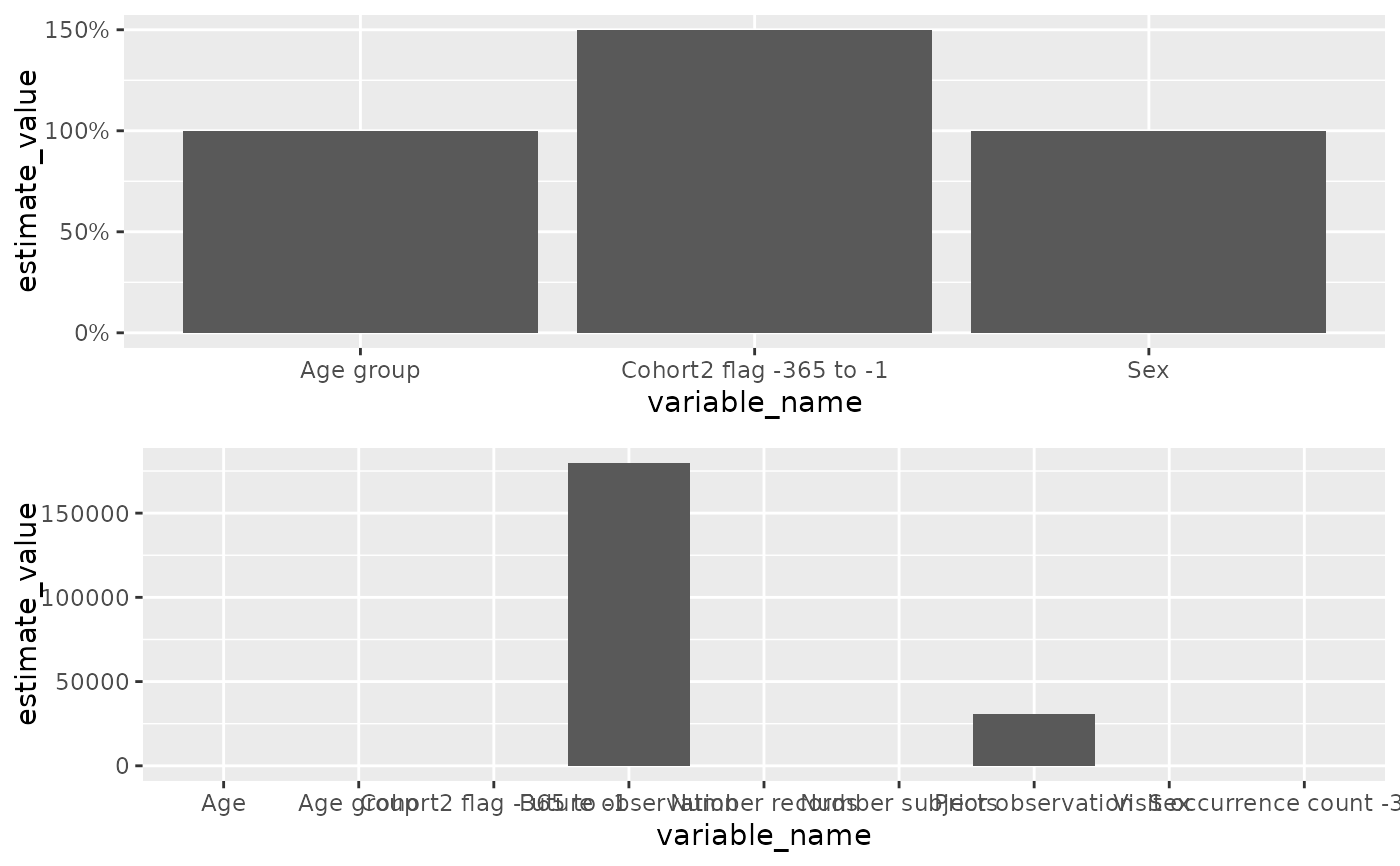 estimate_value
150%
100%
50%
0%
Age group
Cohort2 flag -365 to -1
Sex
variable_name
estimate_value
150000
100000
50000
0
Age
Age group
Cohort2 flag -365 to -1
Future observation
Number records
Number subjects
Prior observation
Sex
Visit occurrence count -3
variable_name